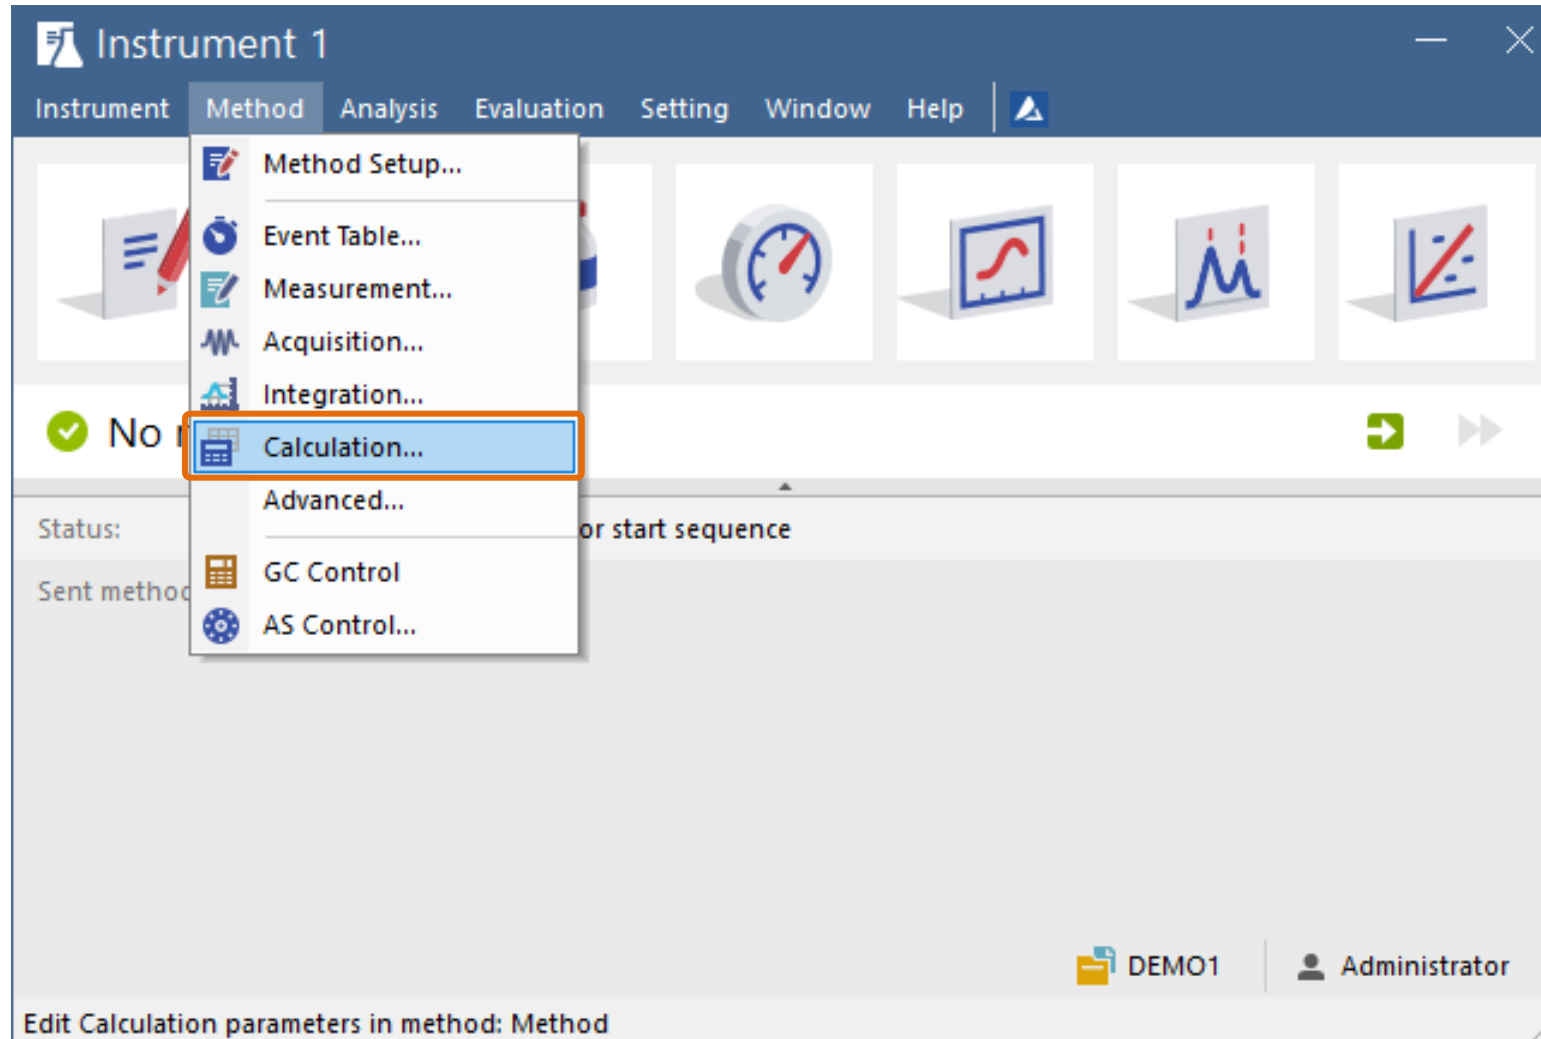 Instrument 1
Instrument Method Analysis Evaluation Setting Window Help
Method Setup...
Event Table...
Measurement...
Acquisition...
Integration...
No
Calculation...
Advanced...
Status: or start sequence
GC Control
Sent method
AS Control...
DEMO1 Administrator
Edit Calculation parameters in method: Method